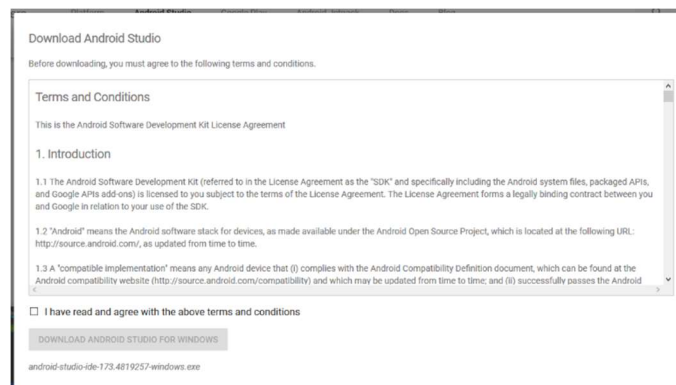 Download Android Studio
Before downloading, you must agree to the following terms and conditions.
Terms and Conditions
This is the Android Software Development Kit License Agreement
1. Introduction
1.1 The Android Software Development Kit (referred to in the License Agreement as the "SDK" and specifically including the Android system files, packaged APIs,
and Google APIs add-ons) is licensed to you subject to the terms of the License Agreement. The License Agreement forms a legally binding contract between you
and Google in relation to your use of the SDK.
1.2 "Android" means the Android software stack for devices, as made available under the Android Open Source Project, which is located at the following URL:
http://source.android.com/, as updated from time to time.
1.3 A "compatible implementation" means any Android device that (i) complies with the Android Compatibility Definition document, which can be found at the
Android compatibility website (http://source.android.com/compatibility) and which may be updated from time to time; and (ii) successfully passes the Android
I have read and agree with the above terms and conditions
DOWNLOAD ANDROID STUDIO FOR WINDOWS
android-studio-ide-173.4819257-windows.exe